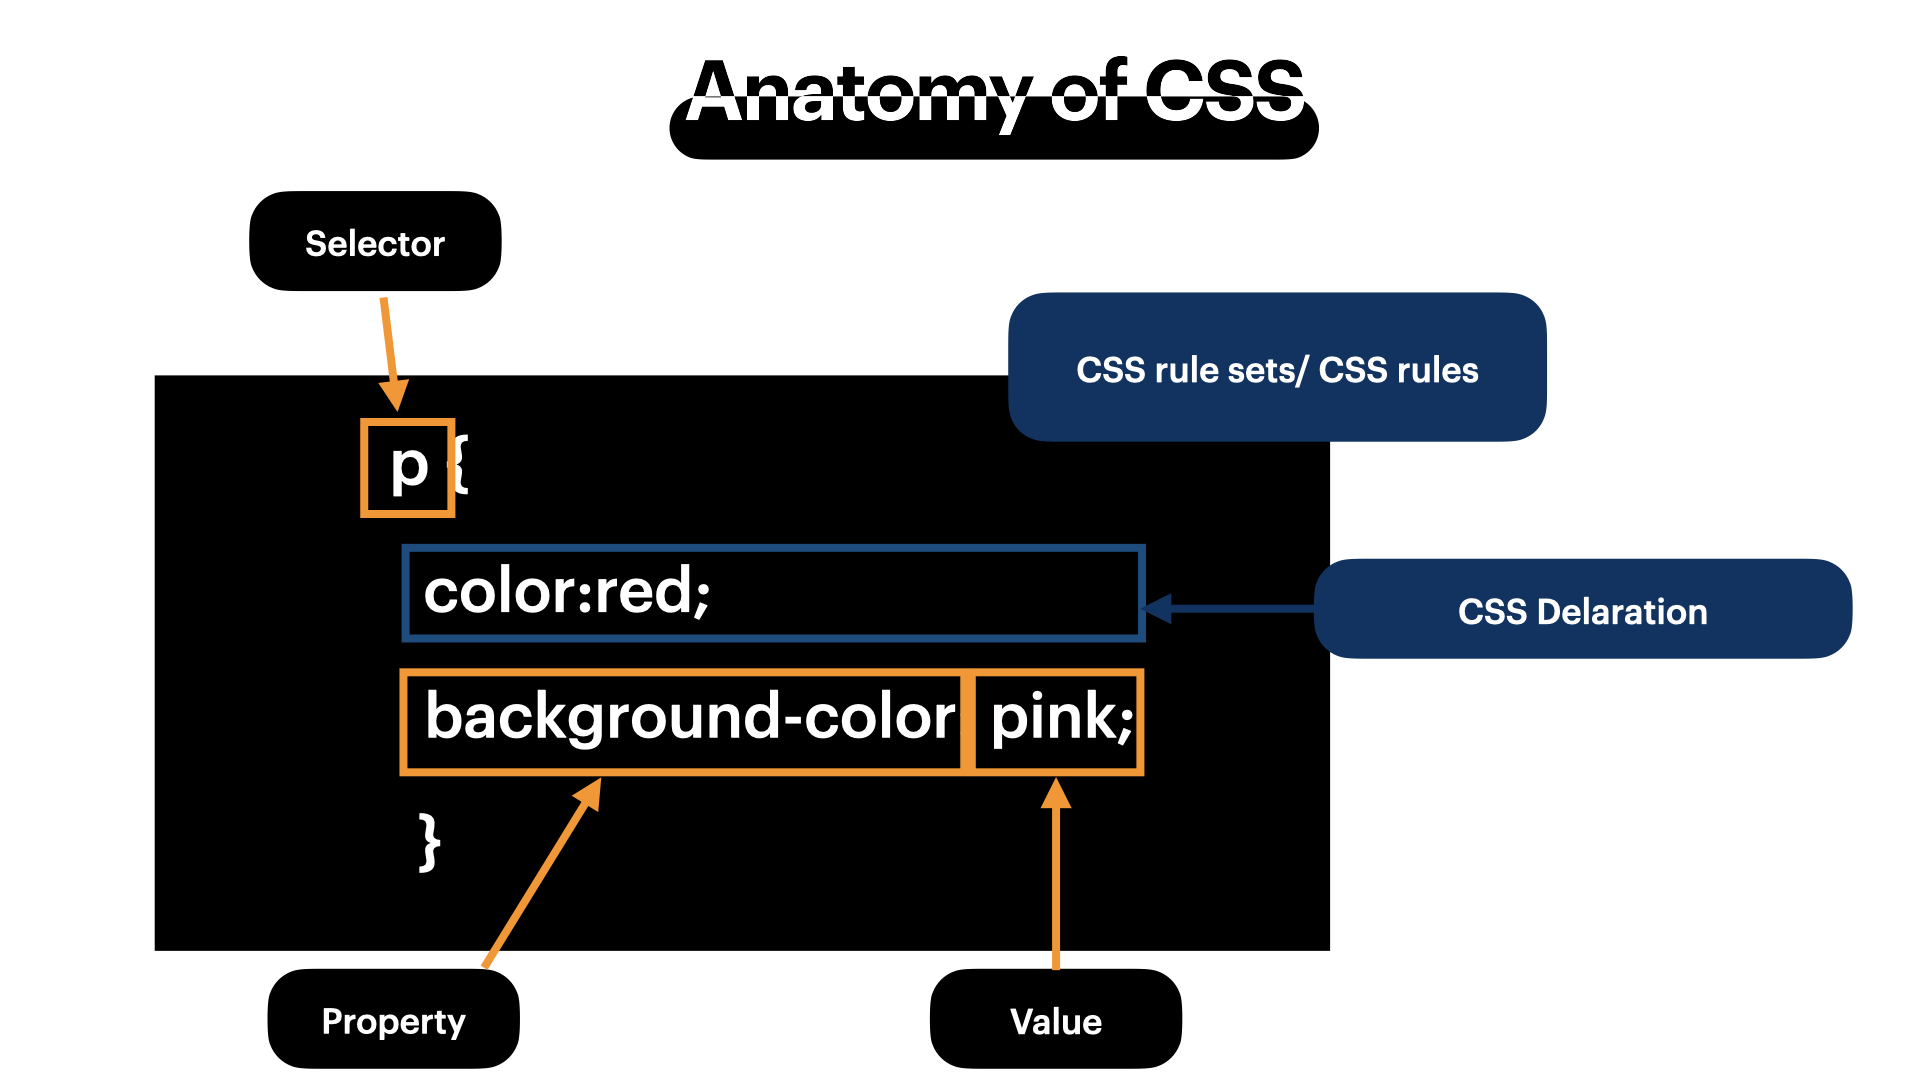 Anatomy of CSS
Selector
CSS rule sets/ CSS rules
p {
color:red;
CSS Delaration
background-color pink;
}
Property
Value